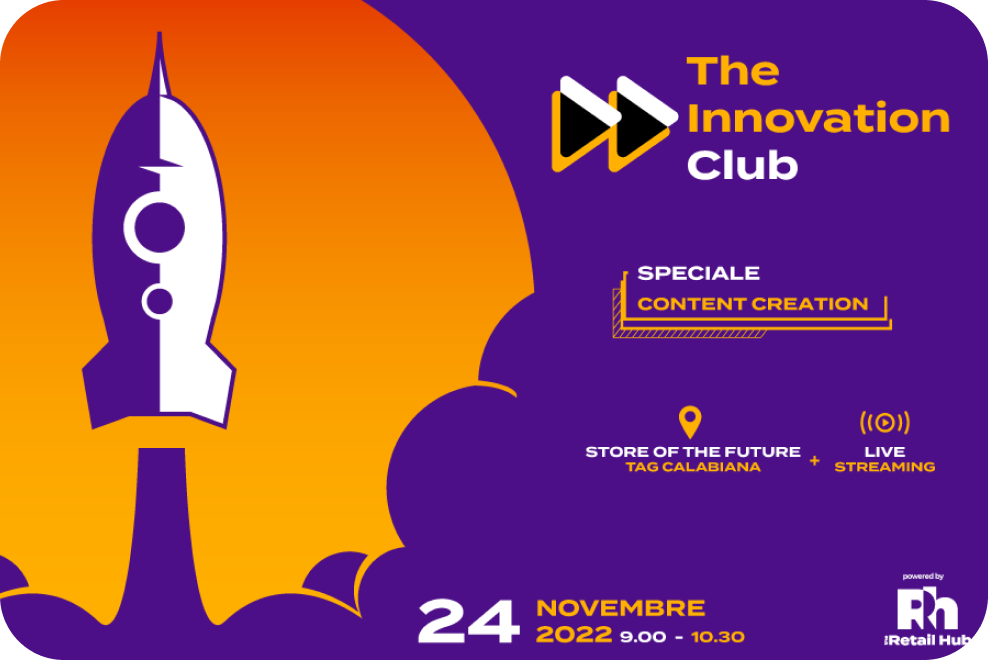 The
Innovation
Club
SPECIALE
CONTENT CREATION
STORE OF THE FUTURE
TAG CALABIANA
+
LIVE
STREAMING
24
NOVEMBRE
2022 9.00 - 10.30
powered by
Rh
THE Retail Hub